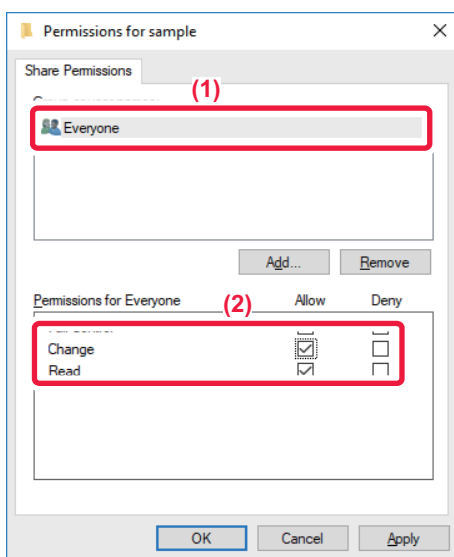 Permissions for sample
Share Permissions
(1)
Everyone
Add... Remove
Permissions for Everyone (2) Allow Deny
Change
Read
OK Cancel Apply